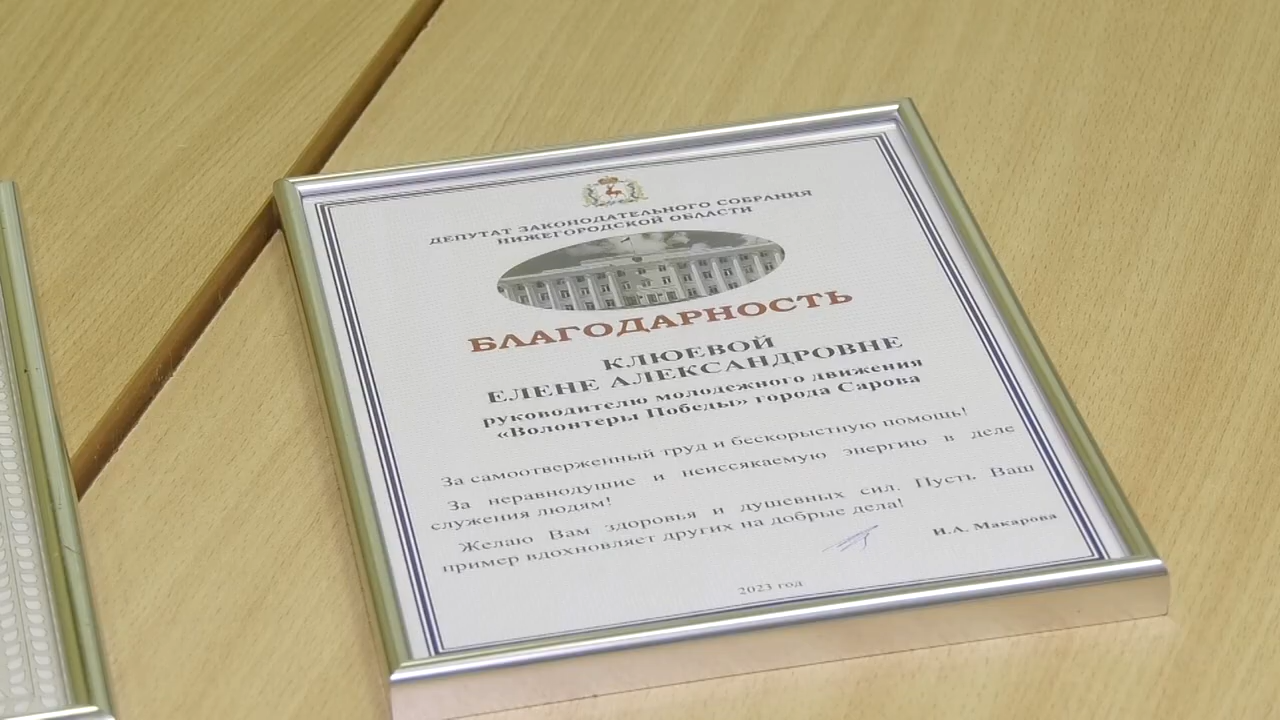 ДЕПУТАТ ЗАКОНОДАТЕЛЬНОГО СОБРАНИЯ
НИЖЕГОРОДСКОЙ ОБЛАСТИ
БЛАГОДАРНОСТЬ
КЛЮЕВОЙ
ЕЛЕНЕ АЛЕКСАНДРОВНЕ
руководителю молодежного движения
«Волонтеры Победы» города Сарова
За самоотверженный труд и бескорыстную помощь!
За неравнодушие и неиссякаемую энергию в деле
служения людям!
Желаю Вам здоровья и душевных сил. Пусть Ваш
пример вдохновляет других на добрые дела!
И.А. Макарова
2023 год